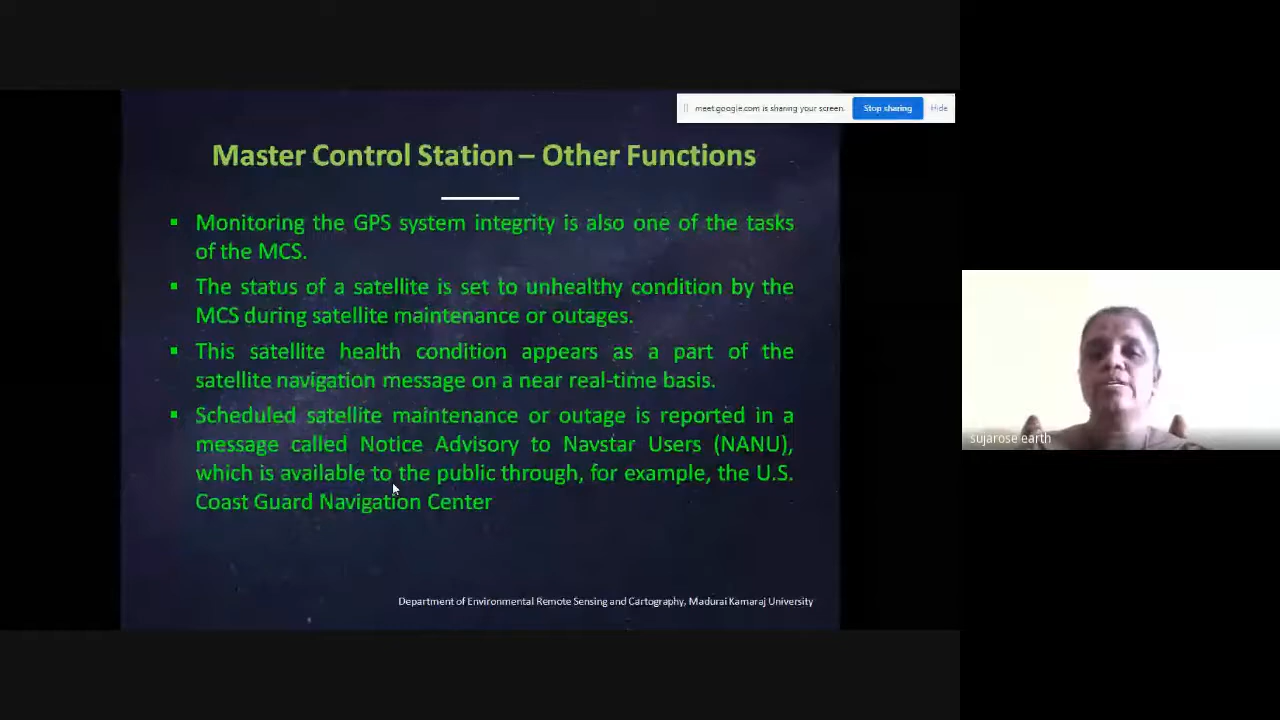 meet.google.com is sharing your screen.
Stop sharing
Hide
Master Control Station – Other Functions
▪ Monitoring the GPS system integrity is also one of the tasks
of the MCS.
▪ The status of a satellite is set to unhealthy condition by the
MCS during satellite maintenance or outages.
▪ This satellite health condition appears as a part of the
satellite navigation message on a near real-time basis.
▪ Scheduled satellite maintenance or outage is reported in a
message called Notice Advisory to Navstar Users (NANU),
which is available to the public through, for example, the U.S.
Coast Guard Navigation Center
Department of Environmental Remote Sensing and Cartography, Madurai Kamaraj University
sujarose earth